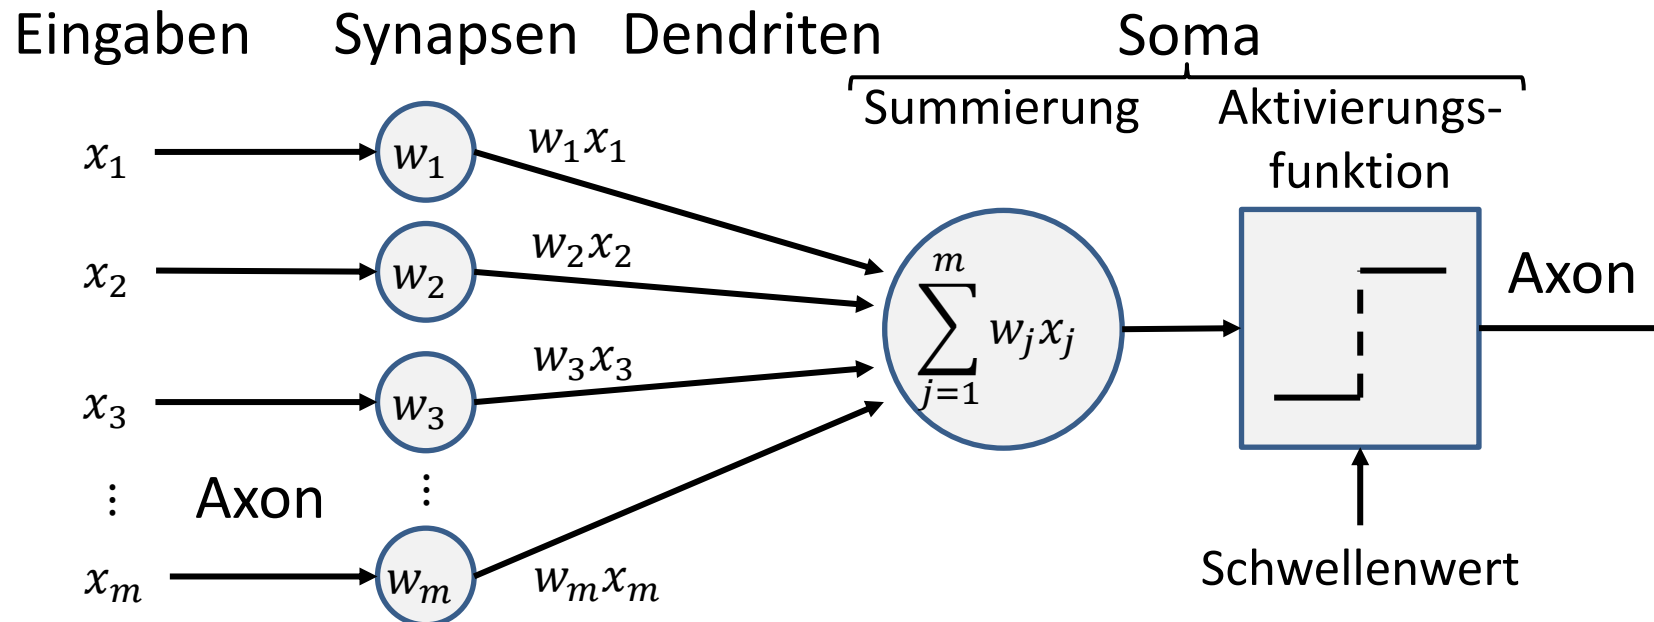 Eingaben Synapsen Dendriten Soma
Summierung Aktivierungs-
funktion
x₁ w₁ w₁x₁
x₂ w₂ w₂x₂
x₃ w₃ w₃x₃
⋮ Axon ⋮
xₘ wₘ wₘxₘ
m
∑ wⱼxⱼ
j=1
Axon
Schwellenwert